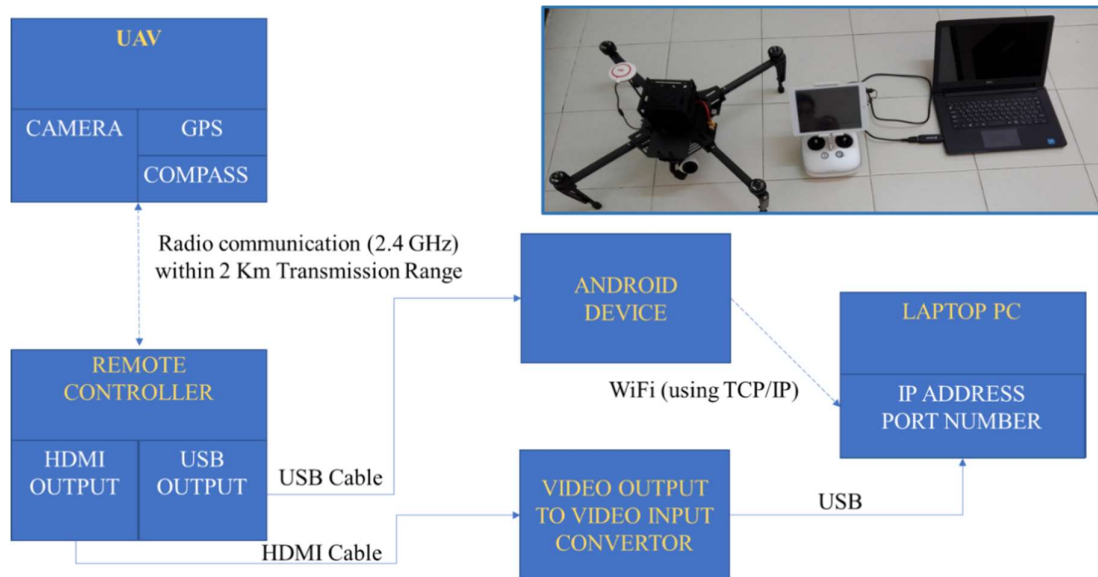 UAV
CAMERA
GPS
COMPASS
Radio communication (2.4 GHz)
within 2 Km Transmission Range
ANDROID
DEVICE
LAPTOP PC
IP ADDRESS
PORT NUMBER
WiFi (using TCP/IP)
REMOTE
CONTROLLER
HDMI
OUTPUT
USB
OUTPUT
USB Cable
HDMI Cable
VIDEO OUTPUT
TO VIDEO INPUT
CONVERTOR
USB